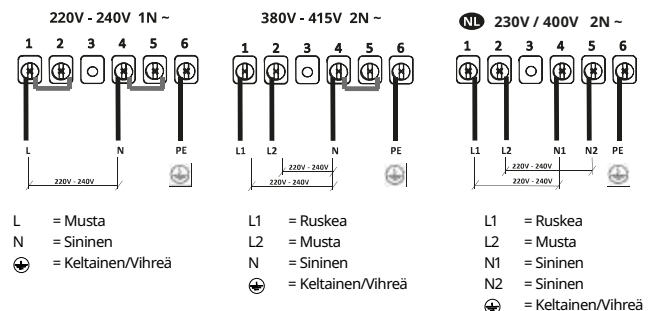 220V - 240V 1N ~
1 2 3 4 5 6
L N PE
220V - 240V
L = Musta
N = Sininen
= Keltainen/Vihreä
380V - 415V 2N ~
1 2 3 4 5 6
L1 L2 N PE
220V - 240V
220V - 240V
L1 = Ruskea
L2 = Musta
N = Sininen
= Keltainen/Vihreä
NL 230V / 400V 2N ~
1 2 3 4 5 6
L1 L2 N1 N2 PE
220V - 240V
220V - 240V
L1 = Ruskea
L2 = Musta
N1 = Sininen
N2 = Sininen
= Keltainen/Vihreä